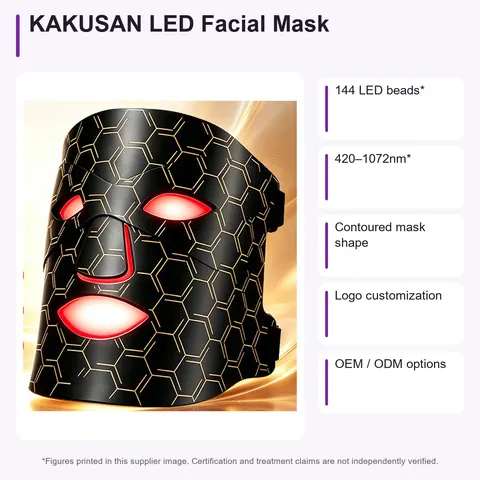 KAKUSAN LED Facial Mask
144 LED beads*
420–1072nm*
Contoured mask
shape
Logo customization
OEM / ODM options
*Figures printed in this supplier image. Certification and treatment claims are not independently verified.